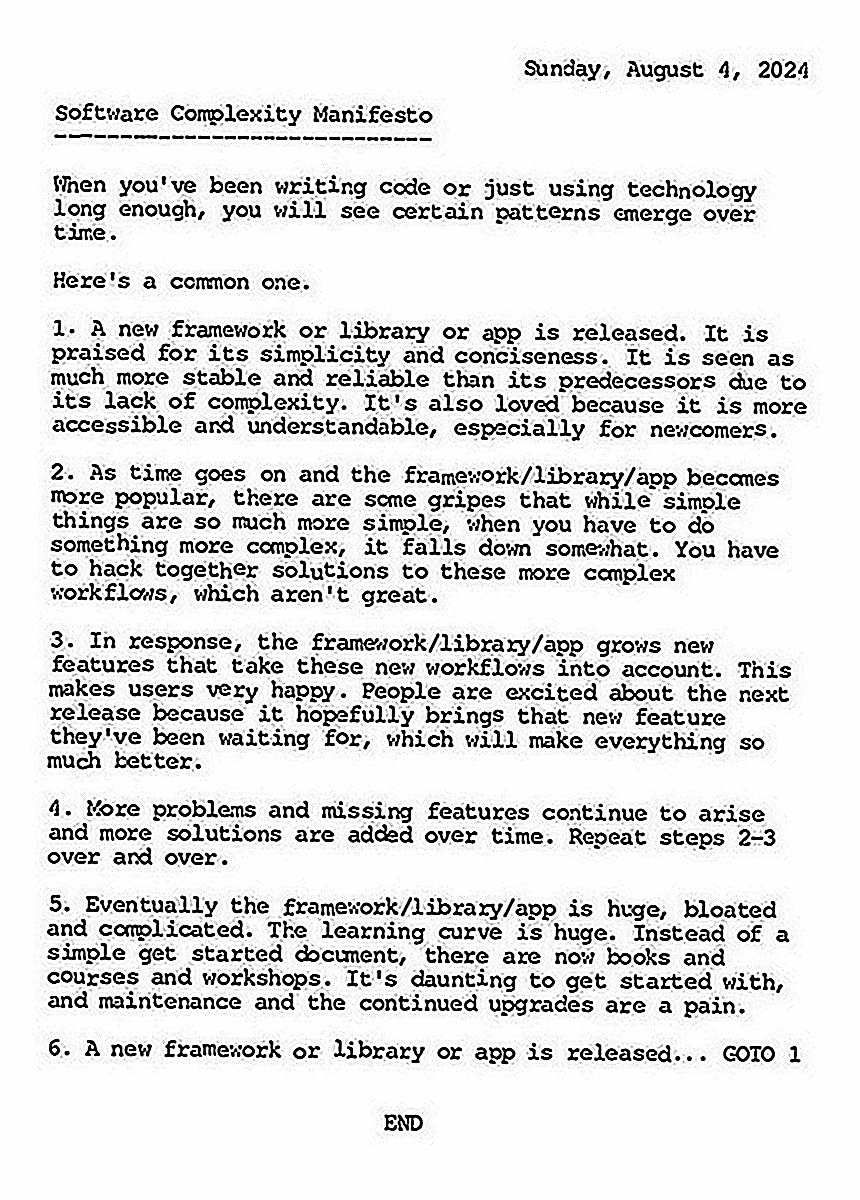 Sunday, August 4, 2024
Software Complexity Manifesto
-----------------------------
When you've been writing code or just using technology
long enough, you will see certain patterns emerge over
time.
Here's a common one.
1. A new framework or library or app is released. It is
praised for its simplicity and conciseness. It is seen as
much more stable and reliable than its predecessors due to
its lack of complexity. It's also loved because it is more
accessible and understandable, especially for newcomers.
2. As time goes on and the framework/library/app becomes
more popular, there are some gripes that while simple
things are so much more simple, when you have to do
something more complex, it falls down somewhat. You have
to hack together solutions to these more complex
workflows, which aren't great.
3. In response, the framework/library/app grows new
features that take these new workflows into account. This
makes users very happy. People are excited about the next
release because it hopefully brings that new feature
they've been waiting for, which will make everything so
much better.
4. More problems and missing features continue to arise
and more solutions are added over time. Repeat steps 2-3
over and over.
5. Eventually the framework/library/app is huge, bloated
and complicated. The learning curve is huge. Instead of a
simple get started document, there are now books and
courses and workshops. It's daunting to get started with,
and maintenance and the continued upgrades are a pain.
6. A new framework or library or app is released... GOTO 1
END